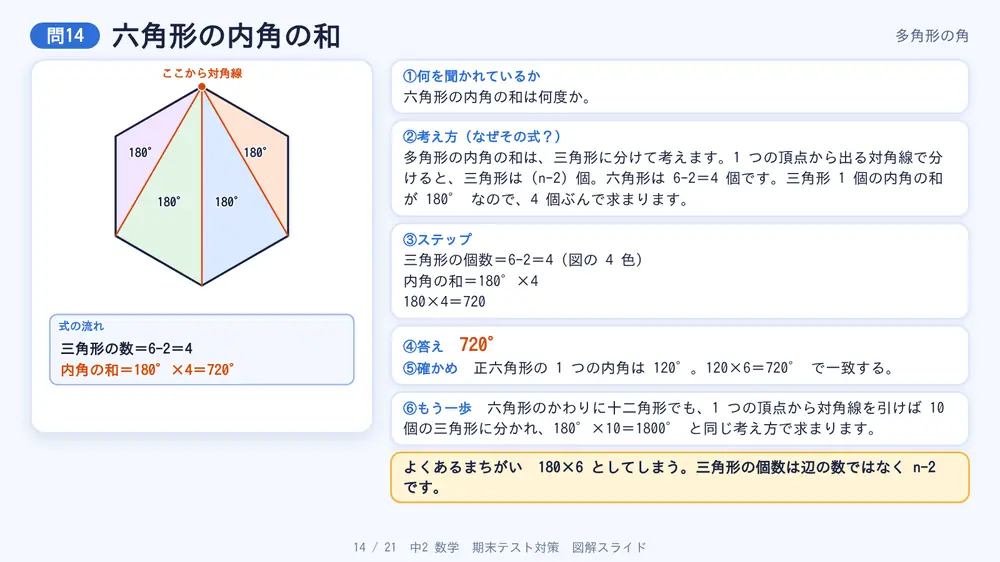 問14
六角形の内角の和
多角形の角
ここから対角線
180°
180°
180°
180°
式の流れ
三角形の数＝6-2＝4
内角の和＝180°×4＝720°
①何を聞かれているか
六角形の内角の和は何度か。
②考え方（なぜその式？）
多角形の内角の和は、三角形に分けて考えます。1 つの頂点から出る対角線で分
けると、三角形は（n-2）個。六角形は 6-2＝4 個です。三角形 1 個の内角の和
が 180° なので、4 個ぶんで求まります。
③ステップ
三角形の個数＝6-2＝4（図の 4 色）
内角の和＝180°×4
180×4＝720
④答え 720°
⑤確かめ 正六角形の 1 つの内角は 120°。120×6＝720° で一致する。
⑥もう一歩 六角形のかわりに十二角形でも、1 つの頂点から対角線を引けば 10
個の三角形に分かれ、180°×10＝1800° と同じ考え方で求まります。
よくあるまちがい 180×6 としてしまう。三角形の個数は辺の数ではなく n-2
です。
14 / 21 中2 数学 期末テスト対策 図解スライド